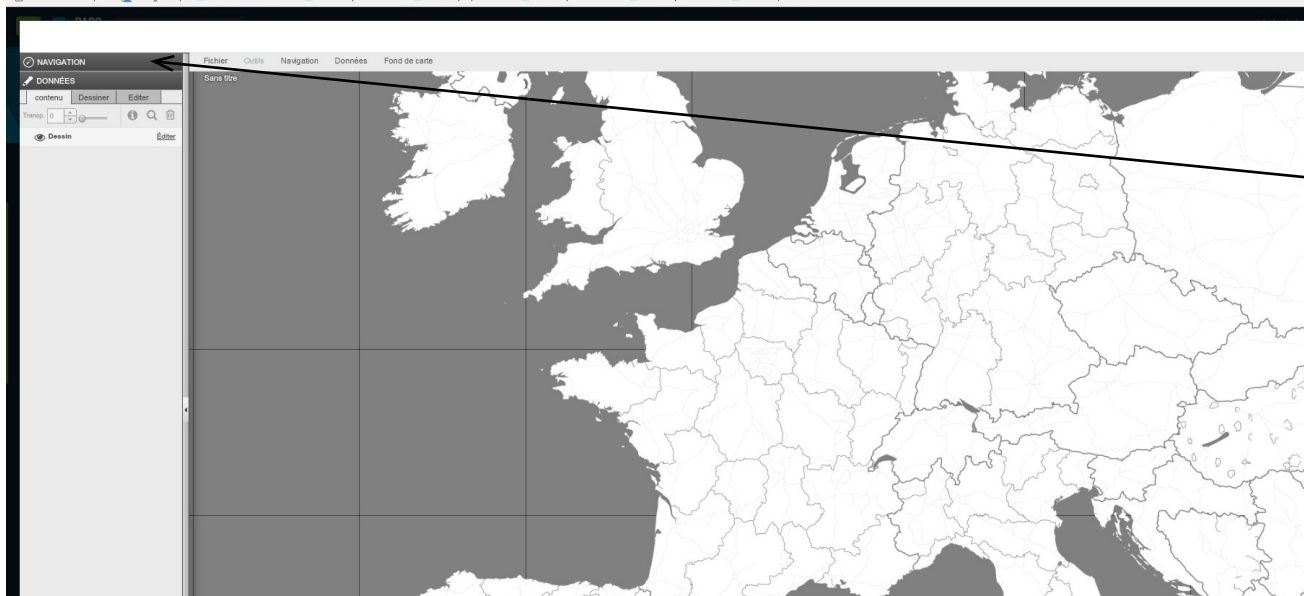 NAVIGATION
Fichier Outils Navigation Données Fond de carte
DONNÉES
Sans titre
contenu Dessiner Editer
Transp. 0
Dessin Éditer